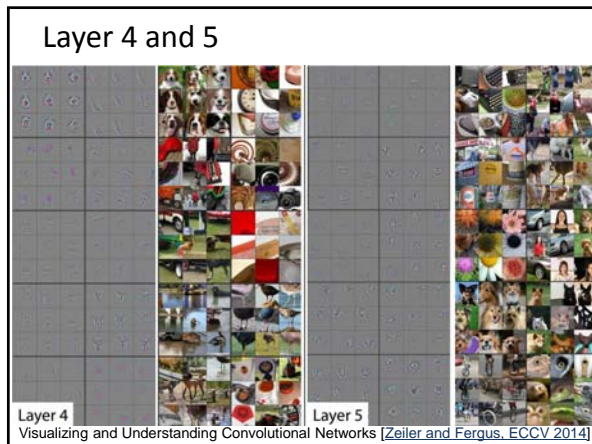 Layer 4 and 5
Layer 4
Layer 5
Visualizing and Understanding Convolutional Networks [Zeiler and Fergus, ECCV 2014]